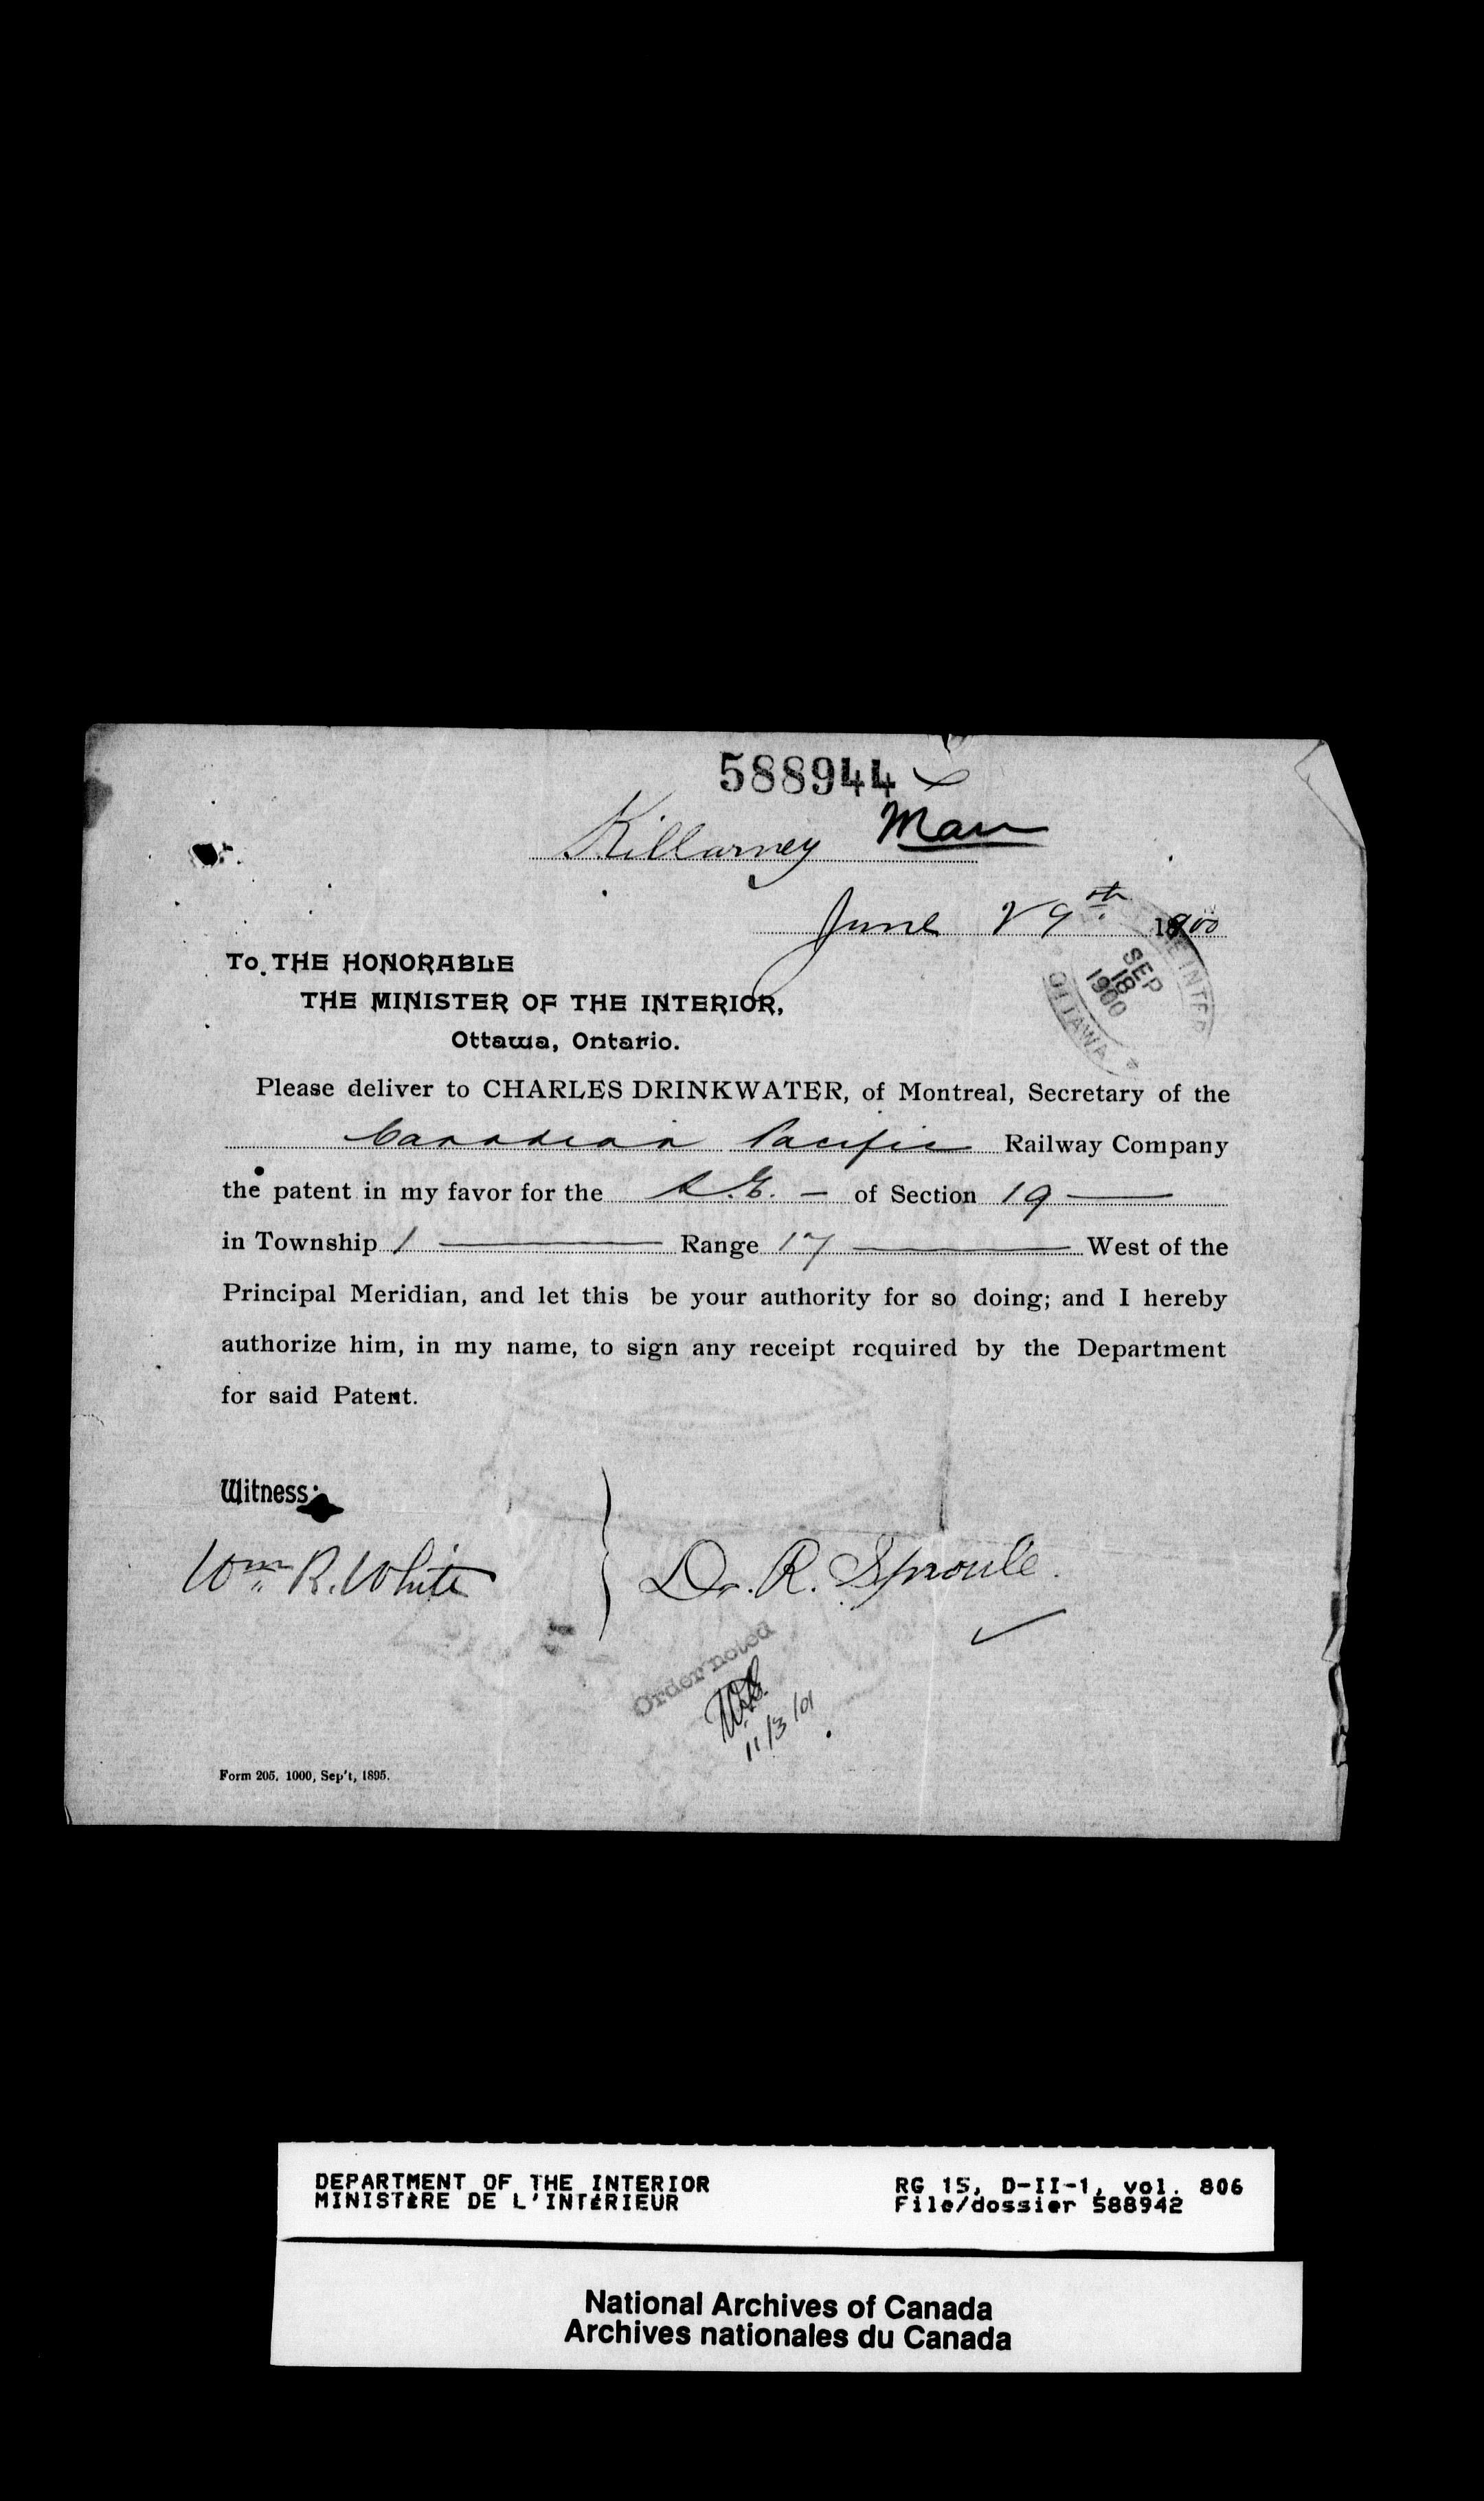 588944
Killarney Man
June 29th. 1900
TO THE HONORABLE
THE MINISTER OF THE INTERIOR,
Ottawa, Ontario.
SEP
18
1900
OTTAWA
Please deliver to CHARLES DRINKWATER, of Montreal, Secretary of the
Canadian Pacific Railway Company
the patent in my favor for the S.E. — of Section 19 —
in Township 1 — Range 17 — West of the
Principal Meridian, and let this be your authority for so doing; and I hereby
authorize him, in my name, to sign any receipt required by the Department
for said Patent.
Witness:
Wm R. White } Dr. R. Sproule.
Order noted
11/3/01
Form 205, 1000, Sep't, 1895.
DEPARTMENT OF THE INTERIOR RG 15, D-II-1, vol. 806
MINISTÈRE DE L'INTÉRIEUR File/dossier 588942
National Archives of Canada
Archives nationales du Canada